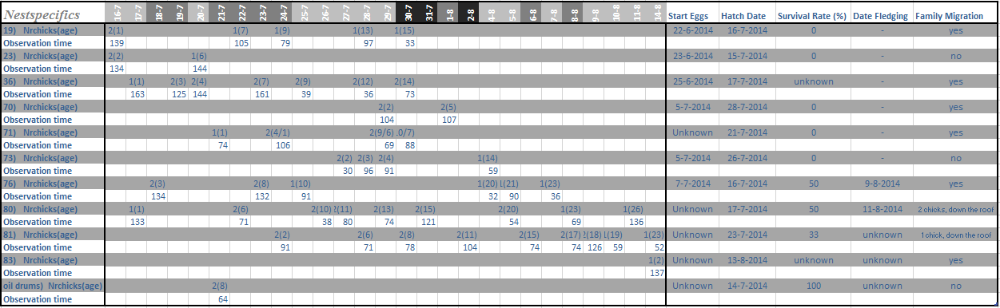 Nestspecifics 16-7 17-7 18-7 19-7 20-7 21-7 22-7 23-7 24-7 25-7 26-7 27-7 28-7 29-7 30-7 31-7 1-8 2-8 4-8 5-8 6-8 7-8 8-8 9-8 10-8 11-8 14-8 Start Eggs Hatch Date Survival Rate (%) Date Fledging Family Migration
19) Nrchicks(age) 2(1) 1(7) 1(9) 1(13) 1(15) 22-6-2014 16-7-2014 0 - yes
Observation time 139 105 79 97 33
23) Nrchicks(age) 2(2) 1(6) 23-6-2014 15-7-2014 0 - no
Observation time 134 144
36) Nrchicks(age) 1(1) 2(3) 2(4) 2(7) 2(9) 2(12) 2(14) 25-6-2014 17-7-2014 unknown - yes
Observation time 163 125 144 161 39 36 73
70) Nrchicks(age) 2(2) 2(5) 5-7-2014 28-7-2014 0 - yes
Observation time 104 107
71) Nrchicks(age) 1(1) 2(4/1) 2(9/6) .0/7) Unknown 21-7-2014 0 - yes
Observation time 74 106 69 88
73) Nrchicks(age) 2(2) 2(3) 2(4) 1(14) 5-7-2014 26-7-2014 0 - no
Observation time 30 96 91 59
76) Nrchicks(age) 2(3) 2(8) 1(10) 1(20) 1(21) 1(23) 7-7-2014 16-7-2014 50 9-8-2014 yes
Observation time 134 132 91 32 90 36
80) Nrchicks(age) 1(1) 2(6) 2(10) 2(11) 2(13) 2(15) 2(20) 1(23) 1(26) Unknown 17-7-2014 50 11-8-2014 2 chicks, down the roof
Observation time 133 71 38 80 74 121 54 69 136
81) Nrchicks(age) 2(2) 2(6) 2(8) 2(11) 2(15) 2(17) 2(18) 1(19) 1(23) Unknown 23-7-2014 33 unknown 1 chick, down the roof
Observation time 91 71 78 104 74 74 126 59 52
83) Nrchicks(age) 1(2) Unknown 13-8-2014 unknown unknown yes
Observation time 137
oil drums) Nrchicks(age) 2(8) Unknown 14-7-2014 100 unknown no
Observation time 64